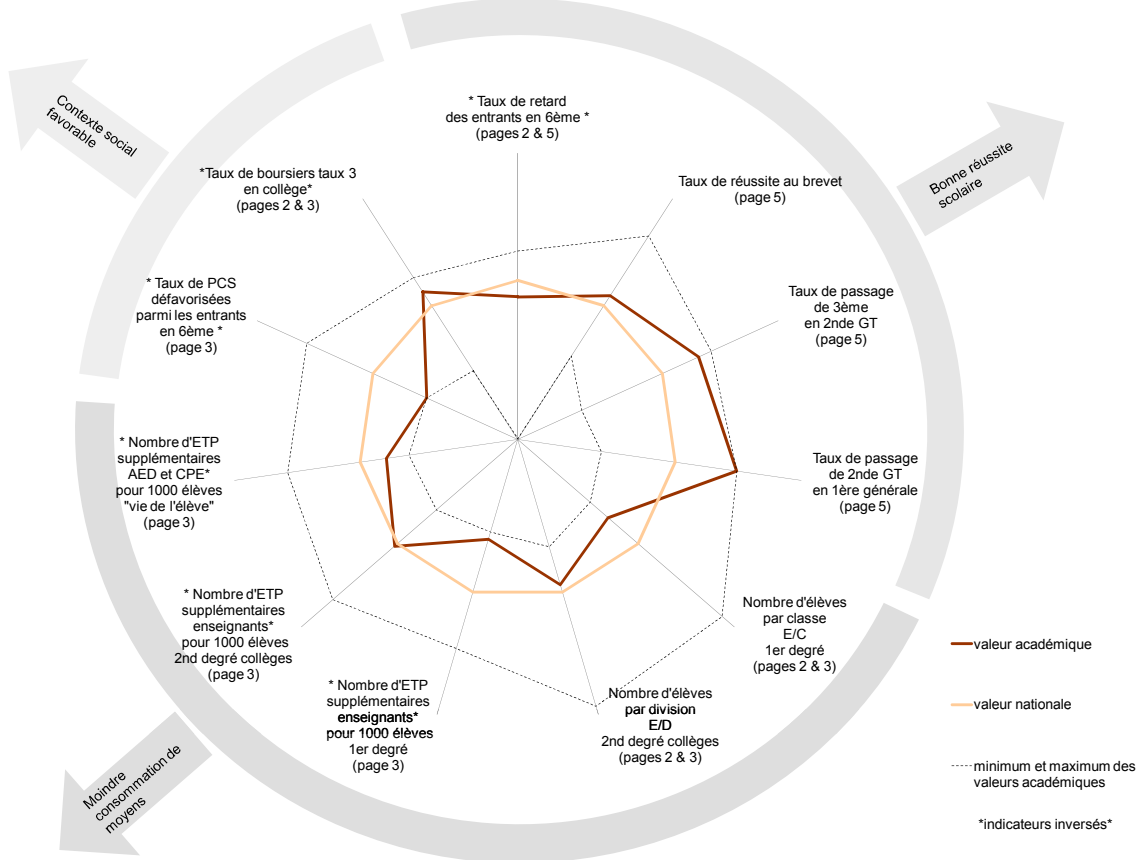 Contexte social
favorable
Bonne réussite
scolaire
* Taux de retard
des entrants en 6ème *
(pages 2 & 5)
*Taux de boursiers taux 3
en collège*
(pages 2 & 3)
Taux de réussite au brevet
(page 5)
* Taux de PCS
défavorisées
parmi les entrants
en 6ème *
(page 3)
Taux de passage
de 3ème
en 2nde GT
(page 5)
* Nombre d'ETP
supplémentaires
AED et CPE*
pour 1000 élèves
"vie de l'élève"
(page 3)
Taux de passage
de 2nde GT
en 1ère générale
(page 5)
* Nombre d'ETP
supplémentaires
enseignants*
pour 1000 élèves
2nd degré collèges
(page 3)
Nombre d'élèves
par classe
E/C
1er degré
(pages 2 & 3)
* Nombre d'ETP
supplémentaires
enseignants*
pour 1000 élèves
1er degré
(page 3)
Nombre d'élèves
par division
E/D
2nd degré collèges
(pages 2 & 3)
Moindre
consommation de
moyens
valeur académique
valeur nationale
minimum et maximum des
valeurs académiques
*indicateurs inversés*